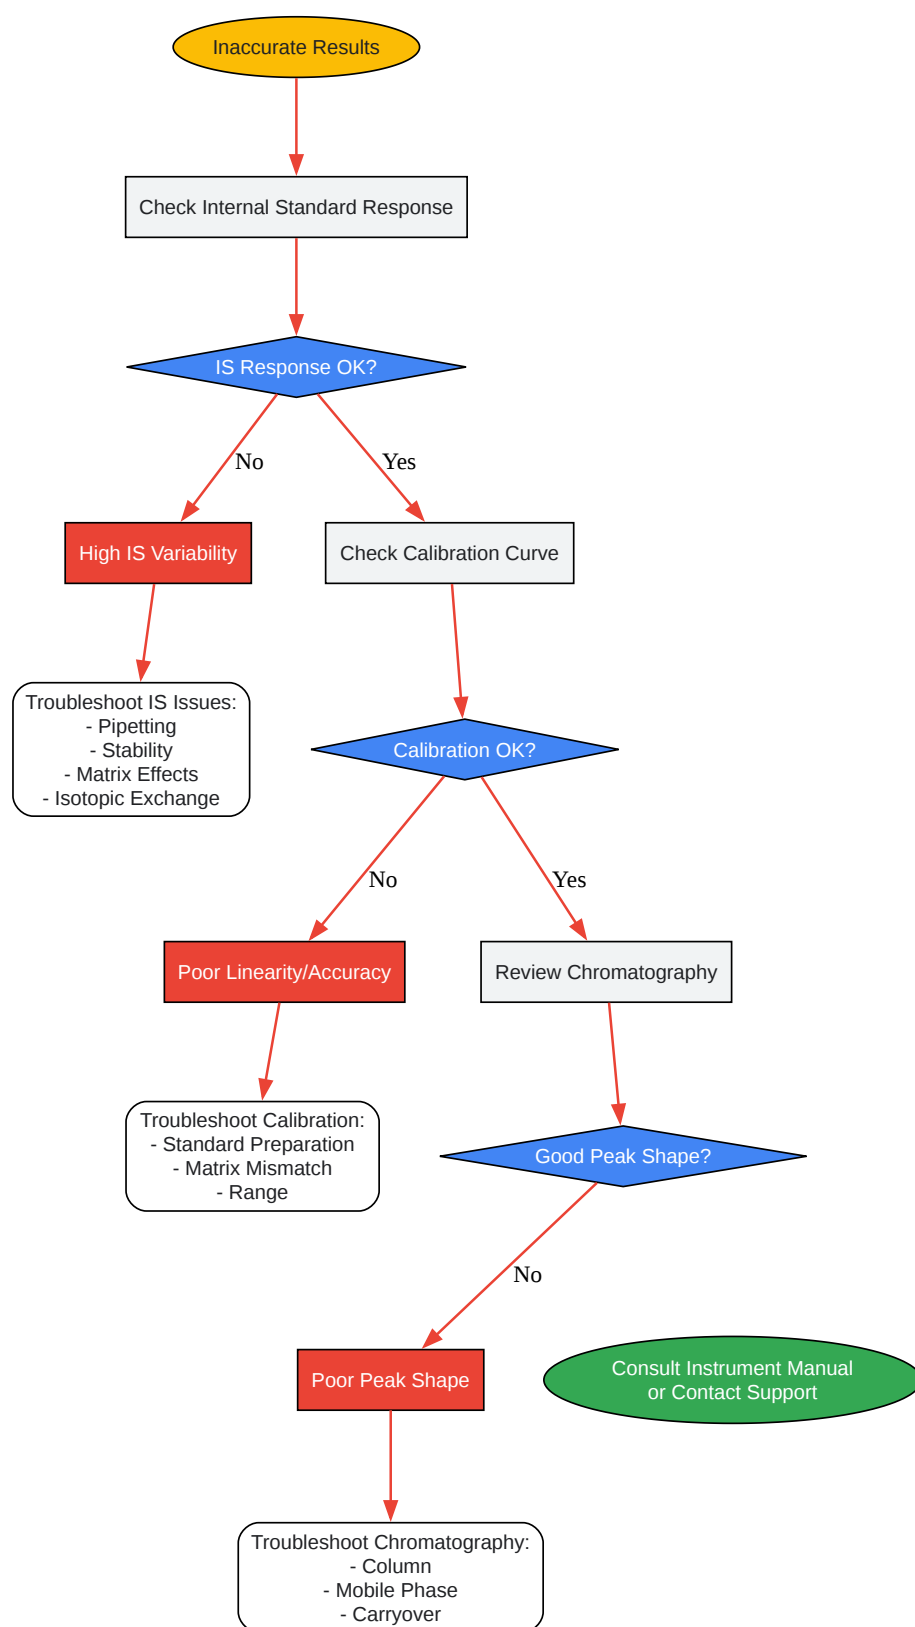 Inaccurate Results
Check Internal Standard Response
IS Response OK?
No
Yes
High IS Variability
Check Calibration Curve
Troubleshoot IS Issues:
- Pipetting
- Stability
- Matrix Effects
- Isotopic Exchange
Calibration OK?
No
Yes
Poor Linearity/Accuracy
Review Chromatography
Troubleshoot Calibration:
- Standard Preparation
- Matrix Mismatch
- Range
Good Peak Shape?
No
Poor Peak Shape
Consult Instrument Manual
or Contact Support
Troubleshoot Chromatography:
- Column
- Mobile Phase
- Carryover